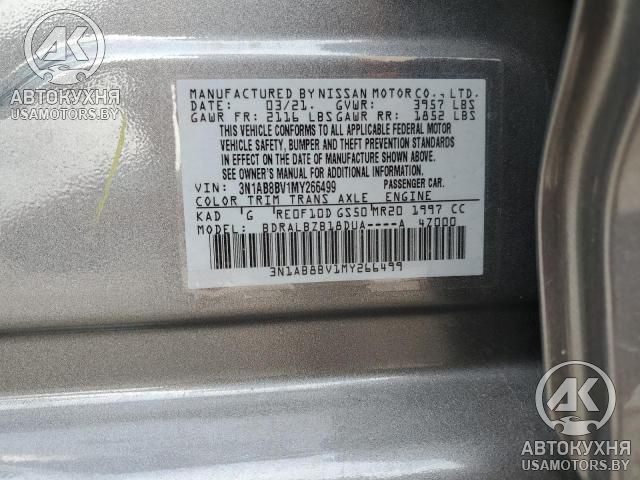 AK
АВТОКУХНЯ
USAMOTORS.BY
MANUFACTURED BY NISSAN MOTOR CO., LTD.
DATE: 03/21. GVWR: 3957 LBS
GAWR FR: 2116 LBS GAWR RR: 1852 LBS
THIS VEHICLE CONFORMS TO ALL APPLICABLE FEDERAL MOTOR
VEHICLE SAFETY, BUMPER AND THEFT PREVENTION STANDARDS
IN EFFECT ON THE DATE OF MANUFACTURE SHOWN ABOVE.
SEE OWNER'S MANUAL FOR ADDITIONAL INFORMATION
VIN: 3N1AB8BV1MY266499 PASSENGER CAR.
COLOR TRIM TRANS AXLE ENGINE
KAD G RE0F10D GS50 MR20 1997 CC
MODEL: BDRALBZB18DUA----A 47000
3N1AB8BV1MY266499
AK
АВТОКУХНЯ
USAMOTORS.BY